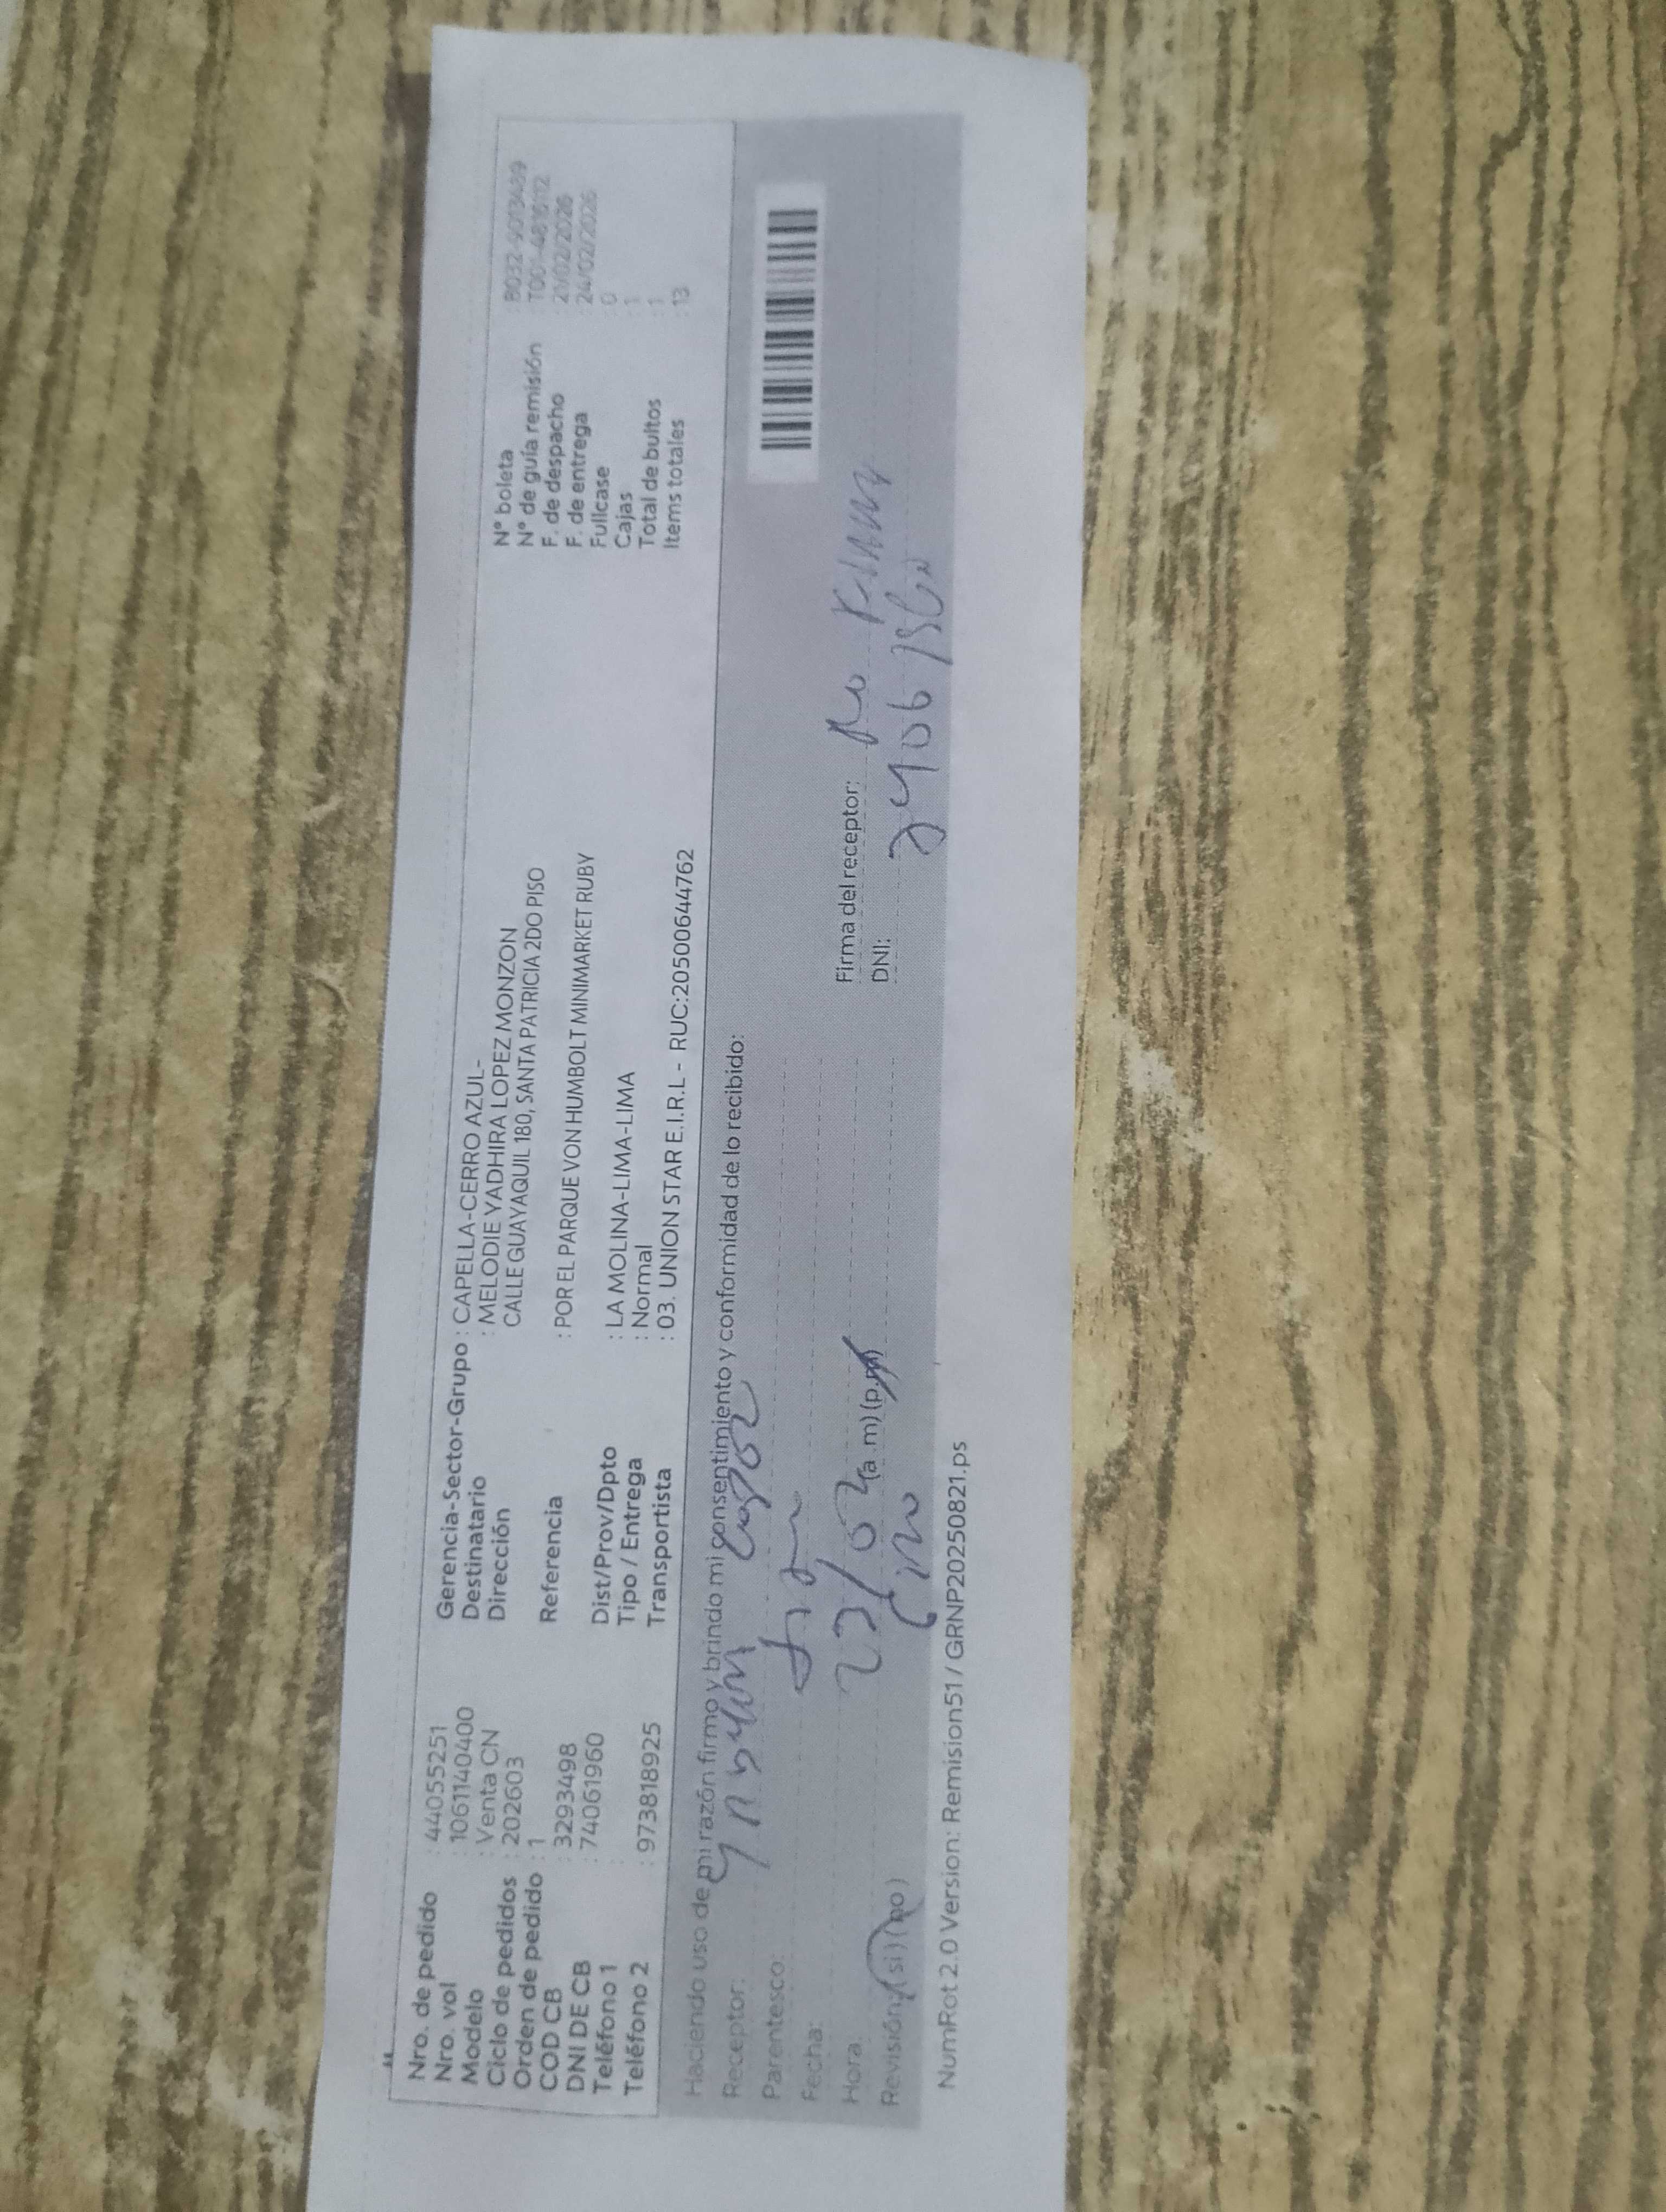 Nro. de pedido : 44055251
Nro. vol : 1061140400
Modelo : Venta CN
Ciclo de pedidos : 202603
Orden de pedido : 1
COD CB : 3293498
DNI DE CB : 74061960
Teléfono 1 :
Teléfono 2 : 973818925
Gerencia-Sector-Grupo : CAPELLA-CERRO AZUL-
Destinatario : MELODIE YADHIRA LOPEZ MONZON
Dirección CALLE GUAYAQUIL 180, SANTA PATRICIA 2DO PISO
Referencia : POR EL PARQUE VON HUMBOLT MINIMARKET RUBY
Dist/Prov/Dpto : LA MOLINA-LIMA-LIMA
Tipo / Entrega : Normal
Transportista : 03. UNION STAR E.I.R.L - RUC:20500644762
N° boleta
N° de guía remisión
F. de despacho : 21/02/2026
F. de entrega : 24/02/2026
Fullcase : 0
Cajas : 1
Total de bultos : 1
Items totales : 13
Haciendo uso de mi razón firmo y brindo mi consentimiento y conformidad de lo recibido:
Receptor:
Parentesco:
Fecha:
Hora: (a .m) (p.m)
Revisión: (si) (no)
Firma del receptor:
DNI:
NumRot 2.0 Version: Remision51 / GRNP20250821.ps